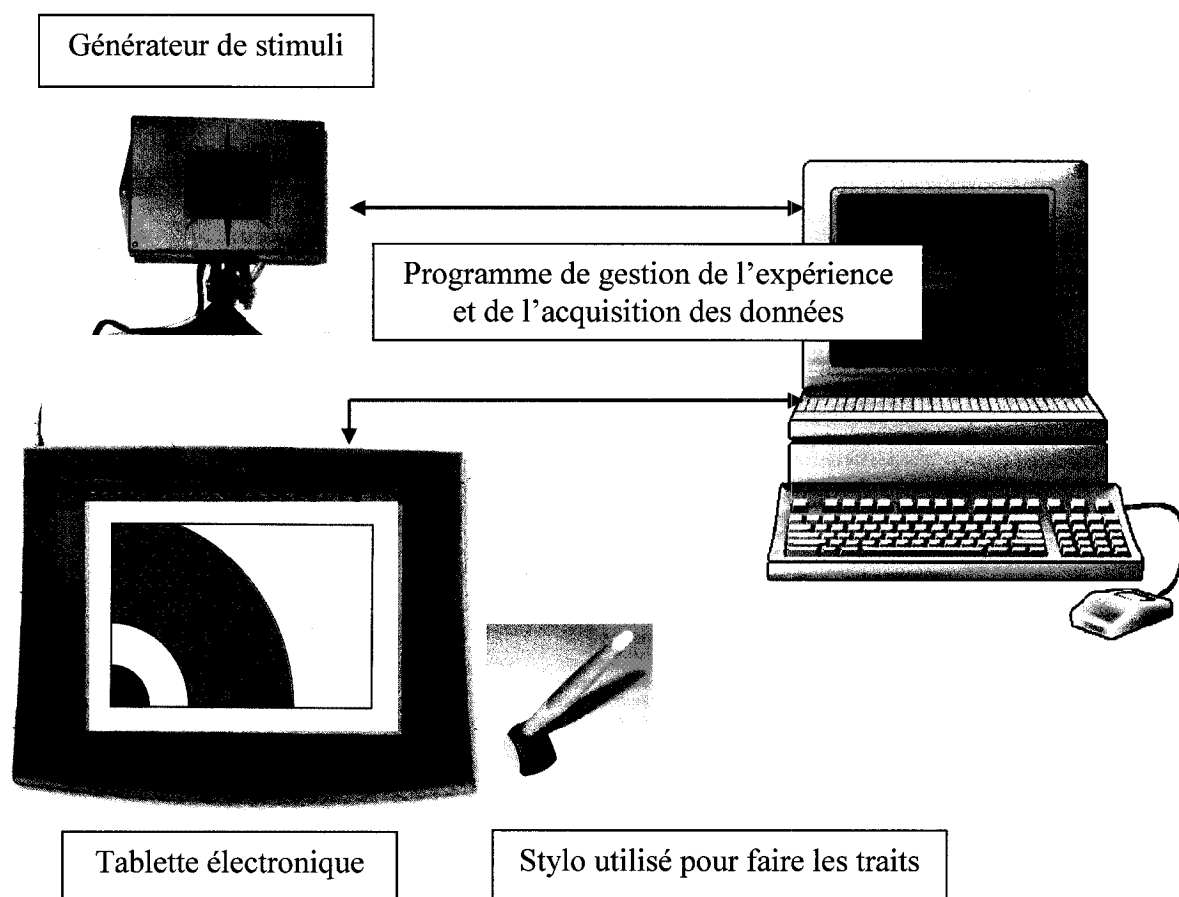 Générateur de stimuli
Programme de gestion de l'expérience
et de l'acquisition des données
Tablette électronique
Stylo utilisé pour faire les traits